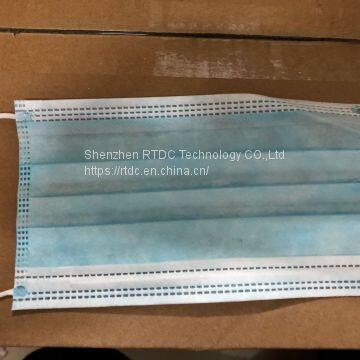 Shenzhen RTDC Technology CO.,Ltd
https://rtdc.en.china.cn/